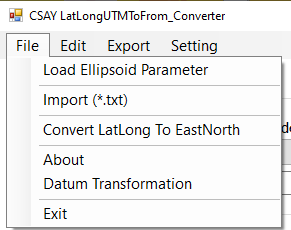 CSAY LatLongUTMToFrom_Converter
File Edit Export Setting
Load Ellipsoid Parameter
Import (*.txt)
Convert LatLong To EastNorth
About
Datum Transformation
Exit